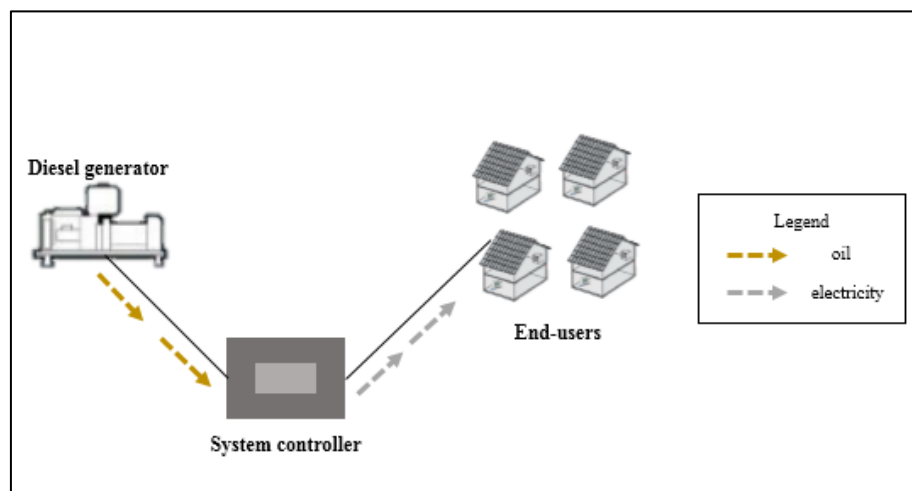 Diesel generator
Legend
oil
electricity
End-users
System controller